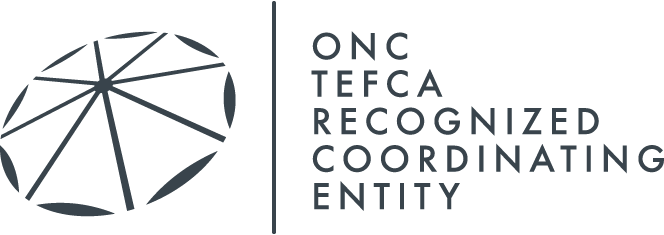 ONC
TEFCA
RECOGNIZED
COORDINATING
ENTITY